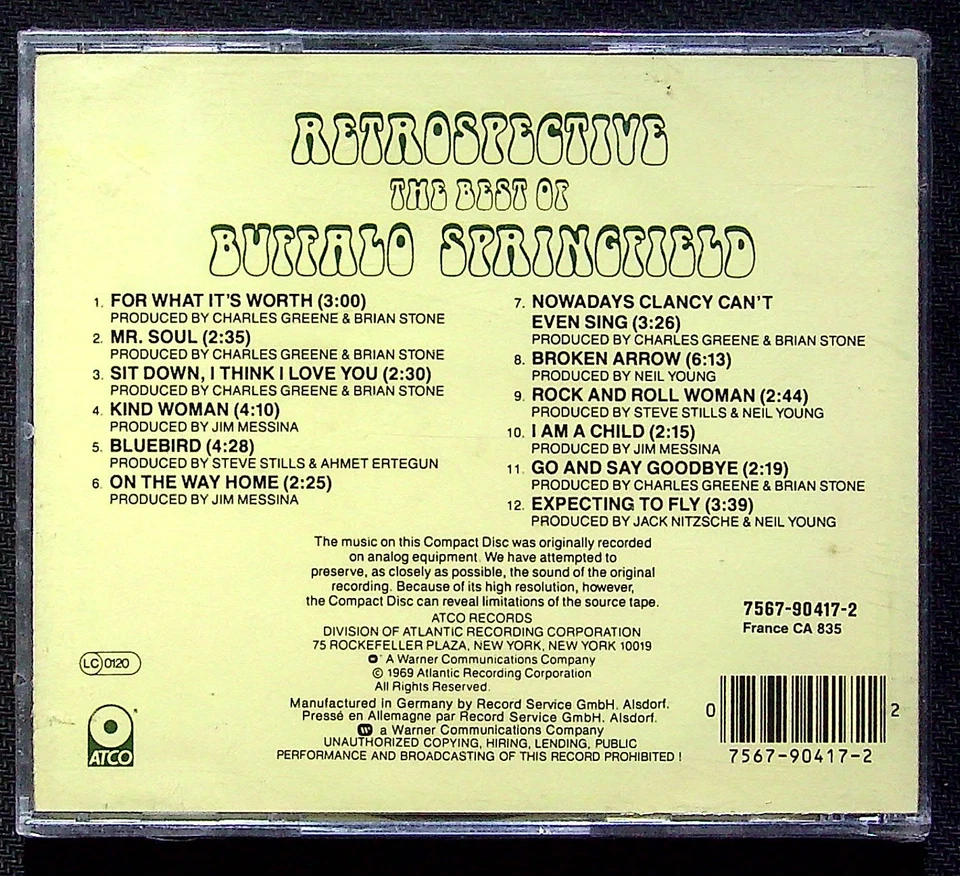 RETROSPECTIVE
THE BEST OF
BUFFALO SPRINGFIELD
1. FOR WHAT IT'S WORTH (3:00)
PRODUCED BY CHARLES GREENE & BRIAN STONE
2. MR. SOUL (2:35)
PRODUCED BY CHARLES GREENE & BRIAN STONE
3. SIT DOWN, I THINK I LOVE YOU (2:30)
PRODUCED BY CHARLES GREENE & BRIAN STONE
4. KIND WOMAN (4:10)
PRODUCED BY JIM MESSINA
5. BLUEBIRD (4:28)
PRODUCED BY STEVE STILLS & AHMET ERTEGUN
6. ON THE WAY HOME (2:25)
PRODUCED BY JIM MESSINA
7. NOWADAYS CLANCY CAN'T
EVEN SING (3:26)
PRODUCED BY CHARLES GREENE & BRIAN STONE
8. BROKEN ARROW (6:13)
PRODUCED BY NEIL YOUNG
9. ROCK AND ROLL WOMAN (2:44)
PRODUCED BY STEVE STILLS & NEIL YOUNG
10. I AM A CHILD (2:15)
PRODUCED BY JIM MESSINA
11. GO AND SAY GOODBYE (2:19)
PRODUCED BY CHARLES GREENE & BRIAN STONE
12. EXPECTING TO FLY (3:39)
PRODUCED BY JACK NITZSCHE & NEIL YOUNG
The music on this Compact Disc was originally recorded
on analog equipment. We have attempted to
preserve, as closely as possible, the sound of the original
recording. Because of its high resolution, however,
the Compact Disc can reveal limitations of the source tape.
ATCO RECORDS
DIVISION OF ATLANTIC RECORDING CORPORATION
75 ROCKEFELLER PLAZA, NEW YORK, NEW YORK 10019
A Warner Communications Company
© 1969 Atlantic Recording Corporation
All Rights Reserved.
Manufactured in Germany by Record Service GmbH. Alsdorf.
Pressé en Allemagne par Record Service GmbH. Alsdorf.
a Warner Communications Company
UNAUTHORIZED COPYING, HIRING, LENDING, PUBLIC
PERFORMANCE AND BROADCASTING OF THIS RECORD PROHIBITED !
LC 0120
ATCO
7567-90417-2
France CA 835
0 2
7567-90417-2